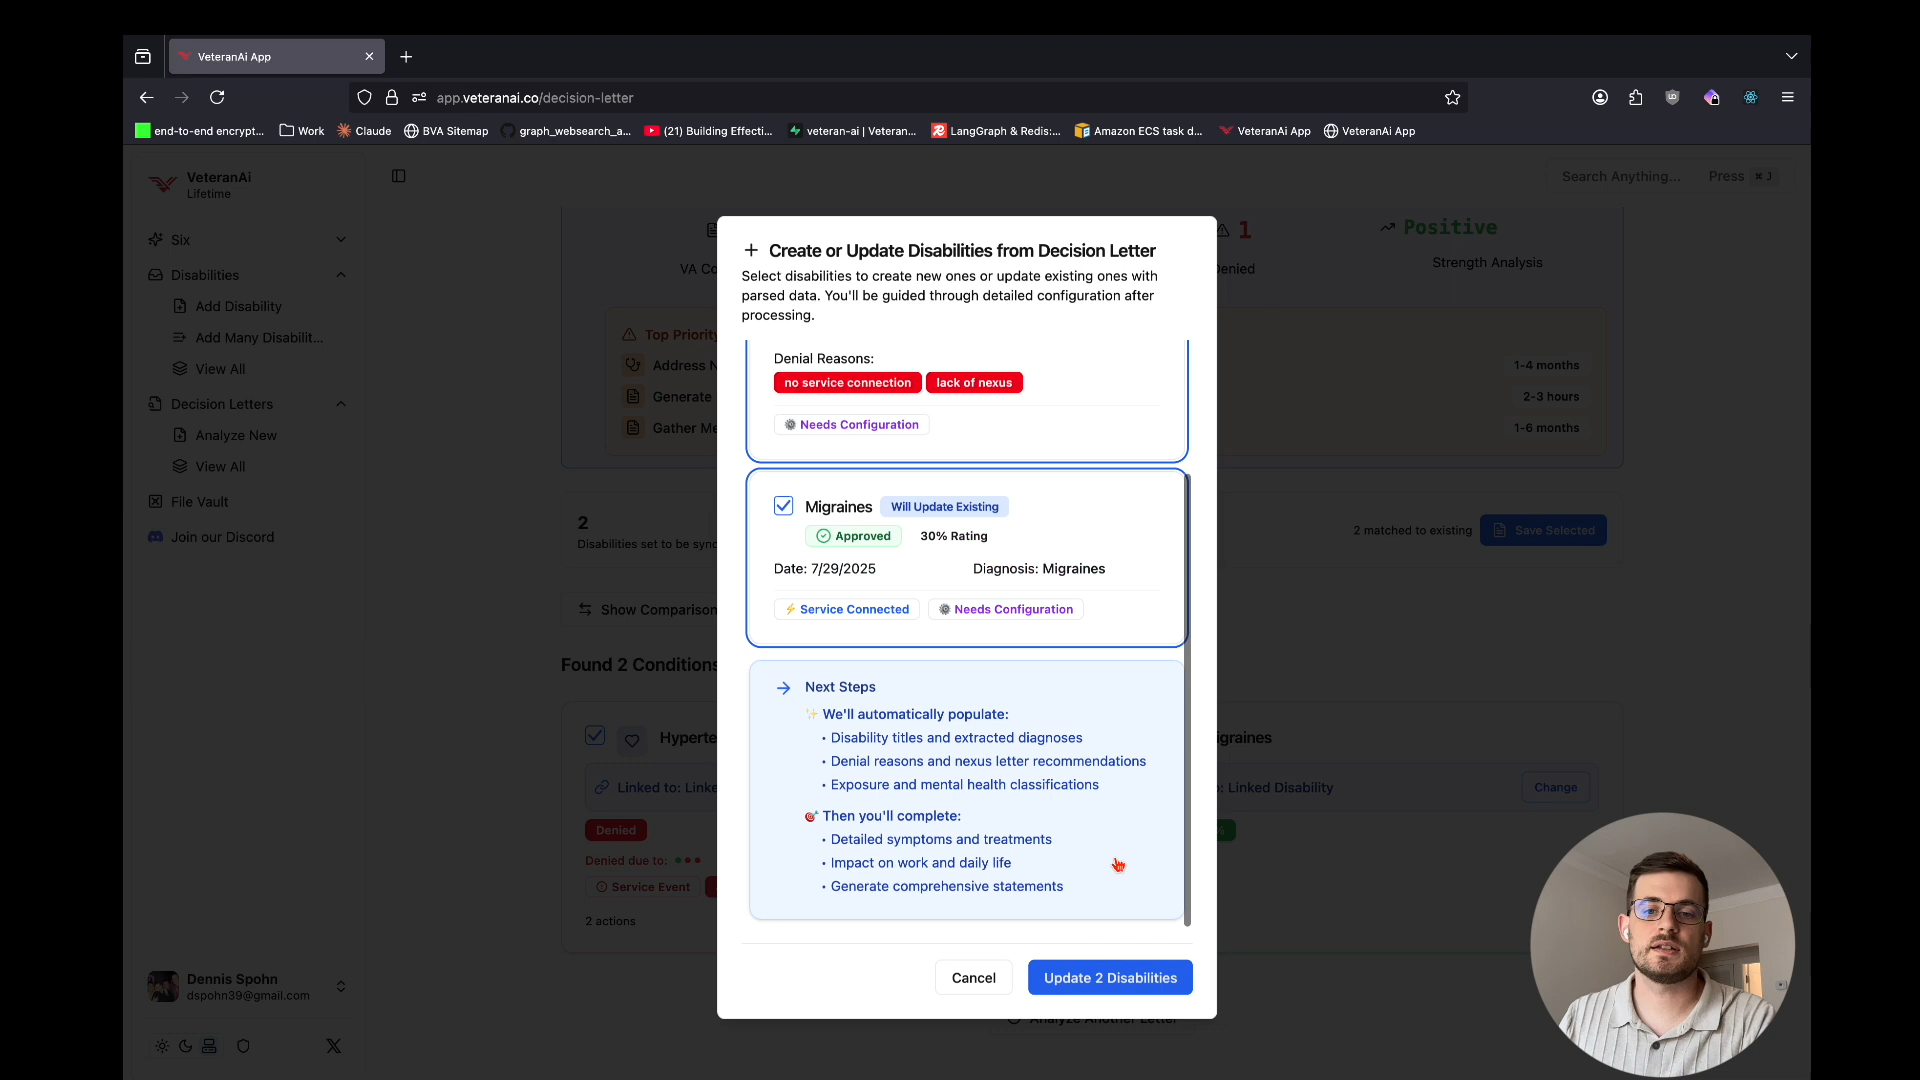 VeteranAi App
app.veteranai.co/decision-letter
end-to-end encrypt...
Work
Claude
BVA Sitemap
graph_websearch_a...
(21) Building Effecti...
veteran-ai | Veteran...
LangGraph & Redis:...
Amazon ECS task d...
VeteranAi App
VeteranAi App
VeteranAi
Lifetime
Six
Disabilities
Add Disability
Add Many Disabilit...
View All
Decision Letters
Analyze New
View All
File Vault
Join our Discord
Dennis Spohn
dspohn39@gmail.com
Search Anything... Press ⌘ J
VA Co
1
enied
Positive
Strength Analysis
Top Priority
Address N
1-4 months
Generate
2-3 hours
Gather Me
1-6 months
2
Disabilities set to be sync
2 matched to existing
Save Selected
Show Comparison
Found 2 Conditions
Hyperte
Linked to: Linke
Denied
Denied due to:
Service Event
2 actions
igraines
: Linked Disability
Change
%
Create or Update Disabilities from Decision Letter
Select disabilities to create new ones or update existing ones with
parsed data. You'll be guided through detailed configuration after
processing.
Denial Reasons:
no service connection lack of nexus
Needs Configuration
Migraines Will Update Existing
Approved 30% Rating
Date: 7/29/2025 Diagnosis: Migraines
Service Connected Needs Configuration
Next Steps
We'll automatically populate:
• Disability titles and extracted diagnoses
• Denial reasons and nexus letter recommendations
• Exposure and mental health classifications
Then you'll complete:
• Detailed symptoms and treatments
• Impact on work and daily life
• Generate comprehensive statements
Cancel Update 2 Disabilities
Analyze Another Letter